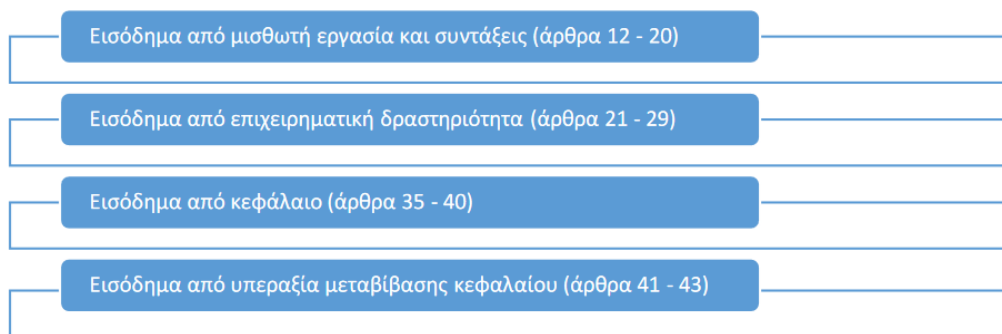 Εισόδημα από μισθωτή εργασία και συντάξεις (άρθρα 12 - 20)
Εισόδημα από επιχειρηματική δραστηριότητα (άρθρα 21 - 29)
Εισόδημα από κεφάλαιο (άρθρα 35 - 40)
Εισόδημα από υπεραξία μεταβίβασης κεφαλαίου (άρθρα 41 - 43)